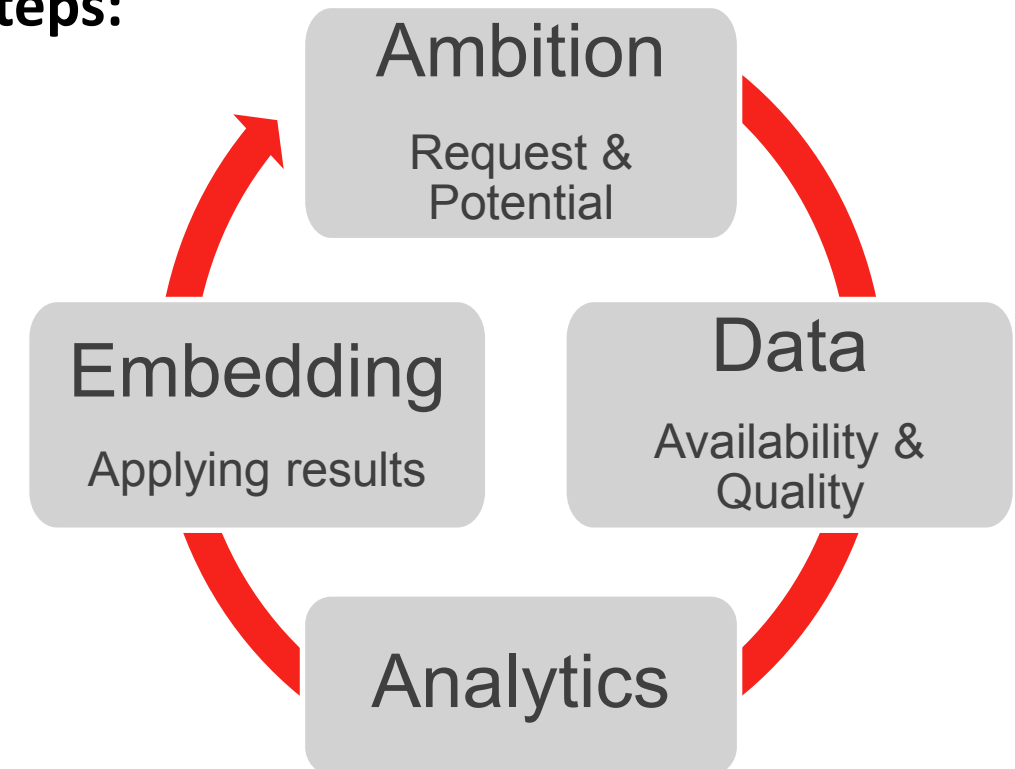 teps:
Ambition
Request &
Potential
Data
Availability &
Quality
Embedding
Applying results
Analytics